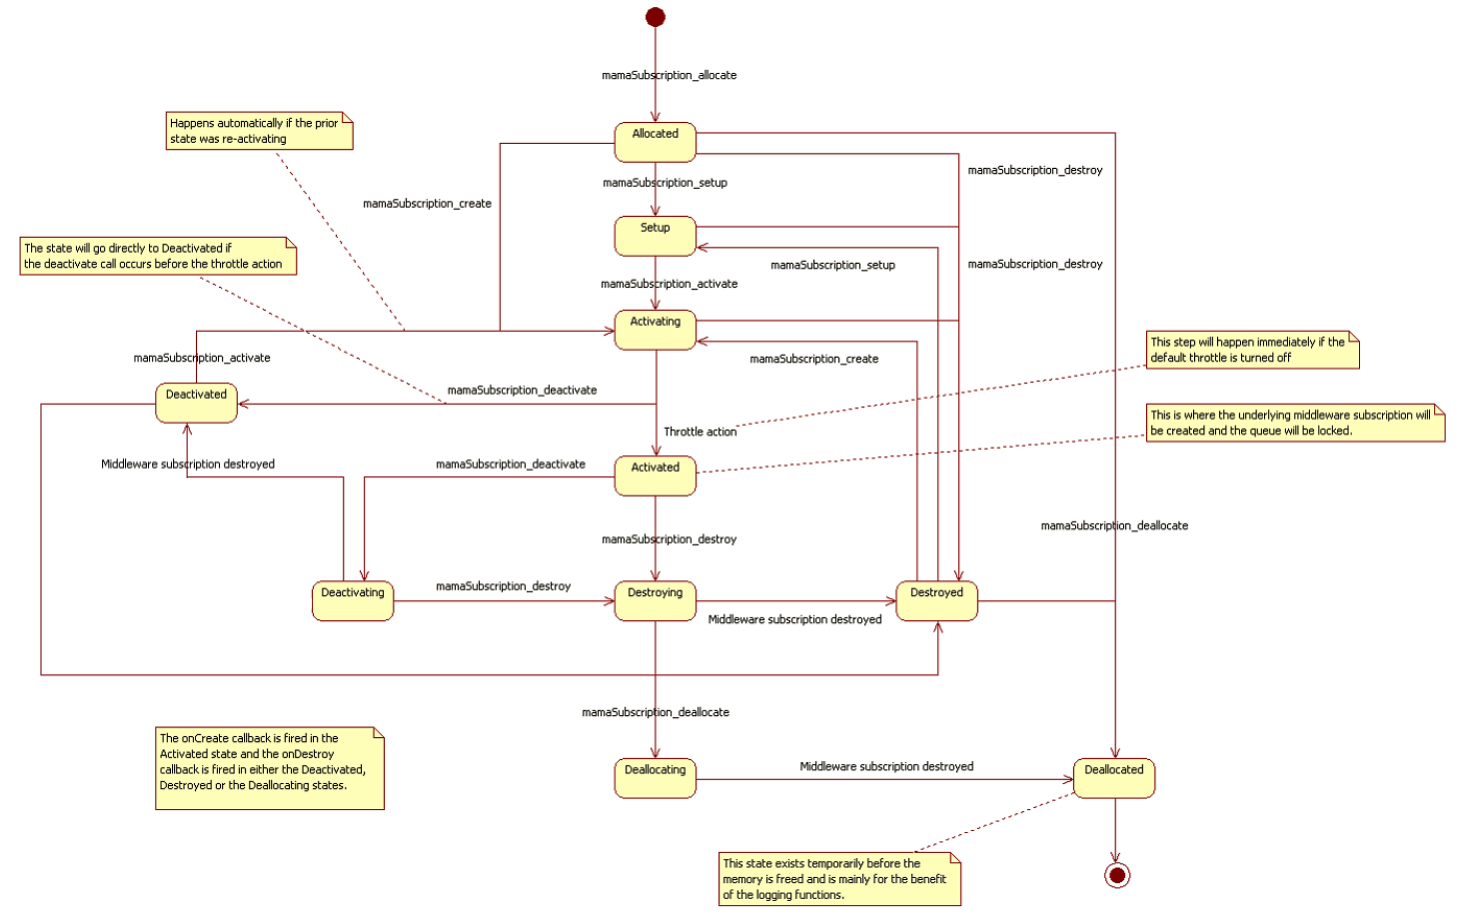 mamaSubscription_allocate
Happens automatically if the prior
state was re-activating
Allocated
mamaSubscription_destroy
mamaSubscription_setup
mamaSubscription_create
Setup
The state will go directly to Deactivated if
the deactivate call occurs before the throttle action
mamaSubscription_setup
mamaSubscription_destroy
mamaSubscription_activate
Activating
This step will happen immediately if the
default throttle is turned off
mamaSubscription_activate
mamaSubscription_create
Deactivated
mamaSubscription_deactivate
This is where the underlying middleware subscription will
be created and the queue will be locked.
Throttle action
Middleware subscription destroyed
mamaSubscription_deactivate
Activated
mamaSubscription_deallocate
mamaSubscription_destroy
Deactivating
mamaSubscription_destroy
Destroying
Middleware subscription destroyed
Destroyed
mamaSubscription_deallocate
The onCreate callback is fired in the
Activated state and the onDestroy
callback is fired in either the Deactivated,
Destroyed or the Deallocating states.
Deallocating
Middleware subscription destroyed
Deallocated
This state exists temporarily before the
memory is freed and is mainly for the benefit
of the logging functions.